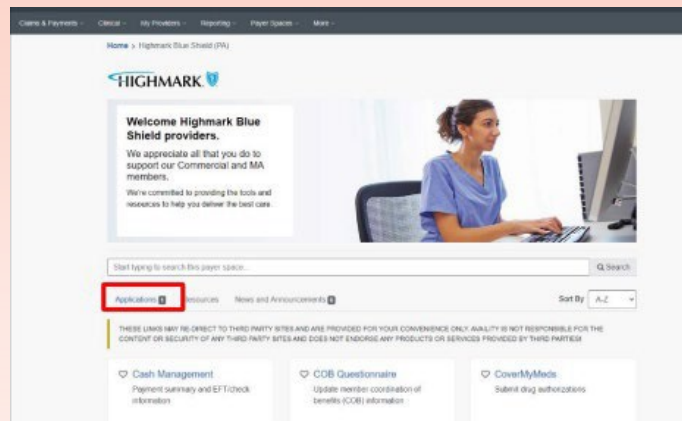 Claims & Payments Clinical My Providers Reporting Payer Spaces More
Home > Highmark Blue Shield (PA)
HIGHMARK
Welcome Highmark Blue
Shield providers.
We appreciate all that you do to
support our Commercial and MA
members.
We're committed to providing the tools and
resources to help you deliver the best care.
Start typing to search this payer space...
Search
Applications Resources News and Announcements
Sort By A-Z
THESE LINKS MAY RE-DIRECT TO THIRD PARTY SITES AND ARE PROVIDED FOR YOUR CONVENIENCE ONLY. AVAILITY IS NOT RESPONSIBLE FOR THE
CONTENT OR SECURITY OF ANY THIRD PARTY SITES AND DOES NOT ENDORSE ANY PRODUCTS OR SERVICES PROVIDED BY THIRD PARTIES!
Cash Management
Payment summary and EFT/check
information
COB Questionnaire
Update member coordination of
benefits (COB) information
CoverMyMeds
Submit drug authorizations